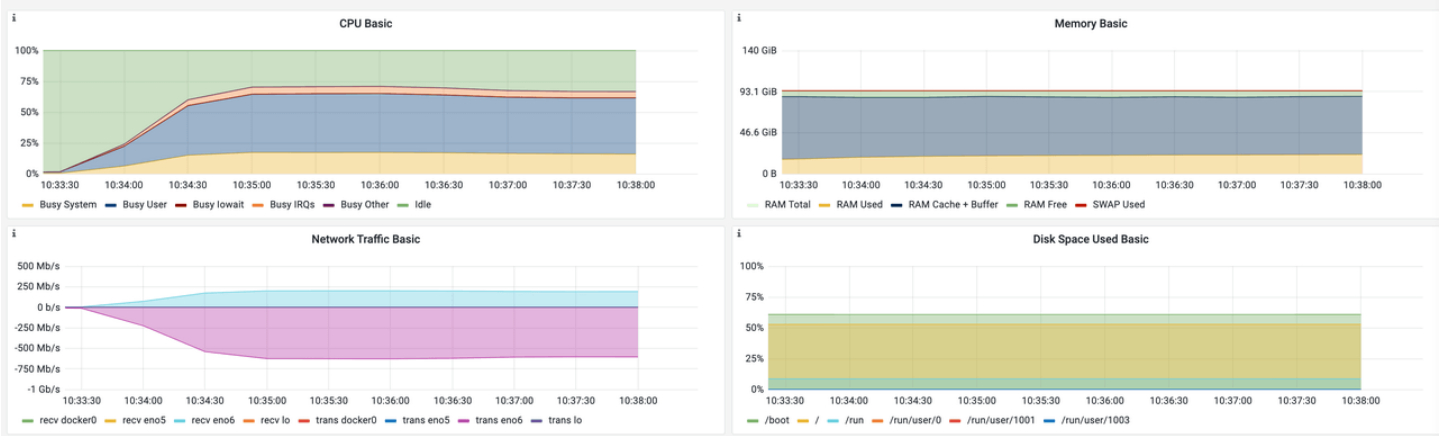 i
CPU Basic
100%
75%
50%
25%
0%
10:33:30 10:34:00 10:34:30 10:35:00 10:35:30 10:36:00 10:36:30 10:37:00 10:37:30 10:38:00
Busy System Busy User Busy Iowait Busy IRQs Busy Other Idle
i
Memory Basic
140 GiB
93.1 GiB
46.6 GiB
0 B
10:33:30 10:34:00 10:34:30 10:35:00 10:35:30 10:36:00 10:36:30 10:37:00 10:37:30 10:38:00
RAM Total RAM Used RAM Cache + Buffer RAM Free SWAP Used
Network Traffic Basic
500 Mb/s
250 Mb/s
0 b/s
-250 Mb/s
-500 Mb/s
-750 Mb/s
-1 Gb/s
10:33:30 10:34:00 10:34:30 10:35:00 10:35:30 10:36:00 10:36:30 10:37:00 10:37:30 10:38:00
recv docker0 recv eno5 recv eno6 recv lo trans docker0 trans eno5 trans eno6 trans lo
i
Disk Space Used Basic
100%
75%
50%
25%
0%
10:33:30 10:34:00 10:34:30 10:35:00 10:35:30 10:36:00 10:36:30 10:37:00 10:37:30 10:38:00
/boot / /run /run/user/0 /run/user/1001 /run/user/1003